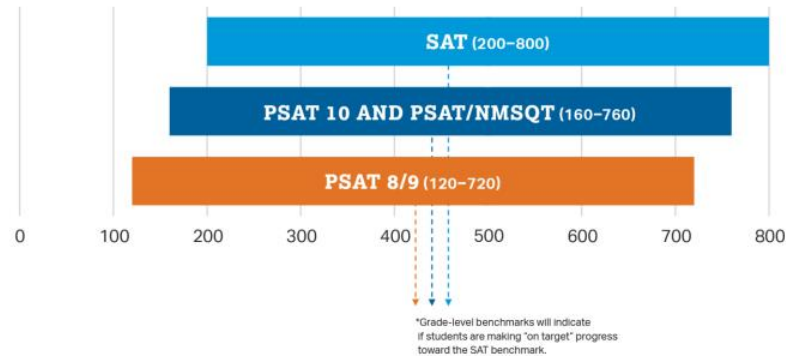 SAT (200–800)
PSAT 10 AND PSAT/NMSQT (160–760)
PSAT 8/9 (120–720)
0 100 200 300 400 500 600 700 800
*Grade-level benchmarks will indicate
if students are making "on target" progress
toward the SAT benchmark.